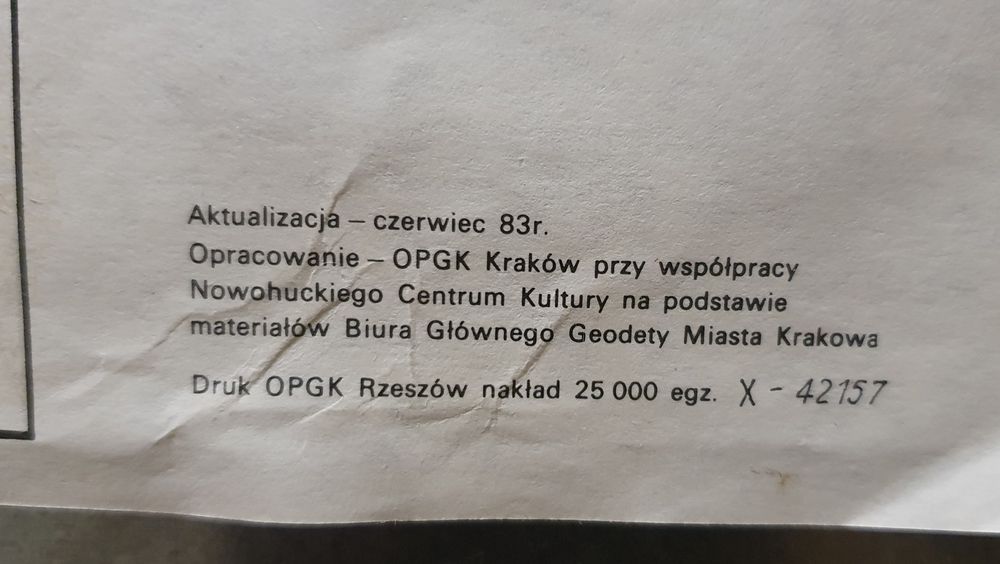 Aktualizacja – czerwiec 83r.
Opracowanie – OPGK Kraków przy współpracy
Nowohuckiego Centrum Kultury na podstawie
materiałów Biura Głównego Geodety Miasta Krakowa
Druk OPGK Rzeszów nakład 25 000 egz. X - 42157